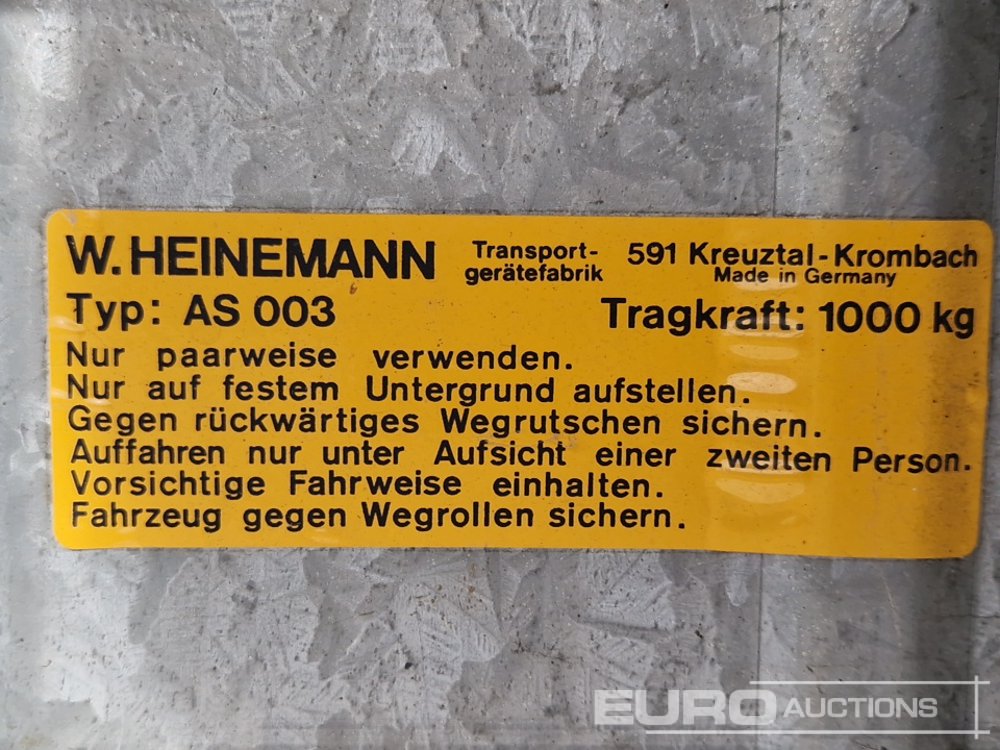 W. HEINEMANN Transport-gerätefabrik 591 Kreuztal-Krombach
Made in Germany
Typ: AS 003 Tragkraft: 1000 kg
Nur paarweise verwenden.
Nur auf festem Untergrund aufstellen.
Gegen rückwärtiges Wegrutschen sichern.
Auffahren nur unter Aufsicht einer zweiten Person.
Vorsichtige Fahrweise einhalten.
Fahrzeug gegen Wegrollen sichern.
EURO AUCTIONS